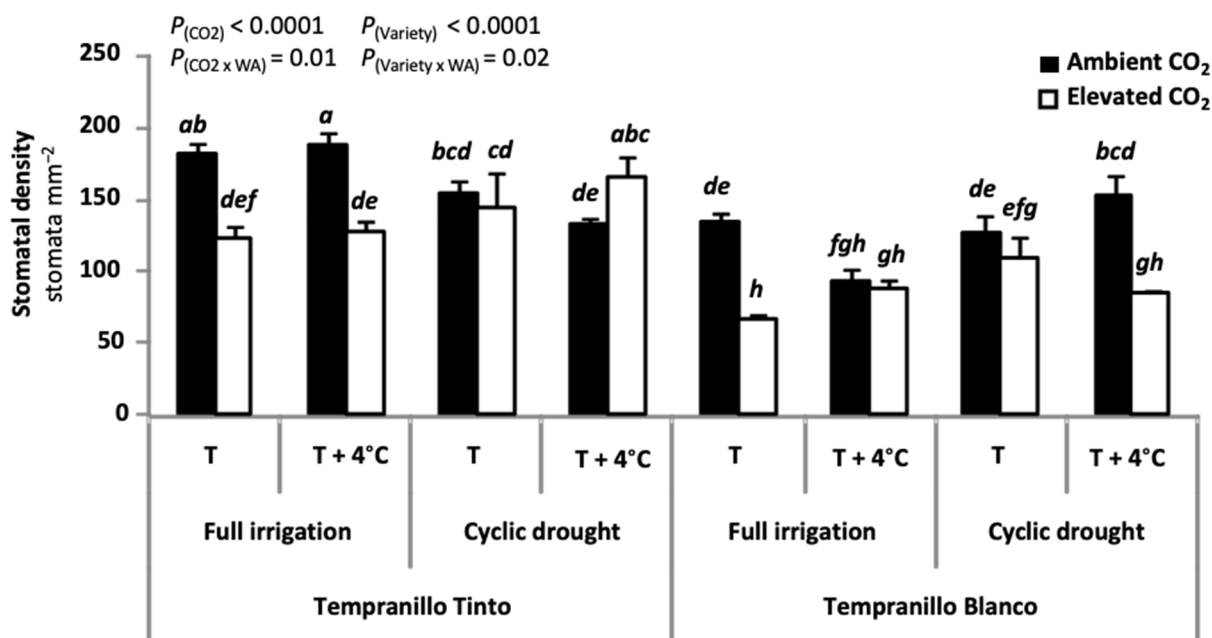 P(CO2) < 0.0001 P(Variety) < 0.0001
P(CO2 x WA) = 0.01 P(Variety x WA) = 0.02
Ambient CO₂
Elevated CO₂
Stomatal density
stomata mm⁻²
250
200
150
100
50
0
ab
def
a
de
bcd
cd
de
abc
de
h
fgh
gh
de
efg
bcd
gh
T T + 4°C T T + 4°C T T + 4°C T T + 4°C
Full irrigation Cyclic drought Full irrigation Cyclic drought
Tempranillo Tinto Tempranillo Blanco